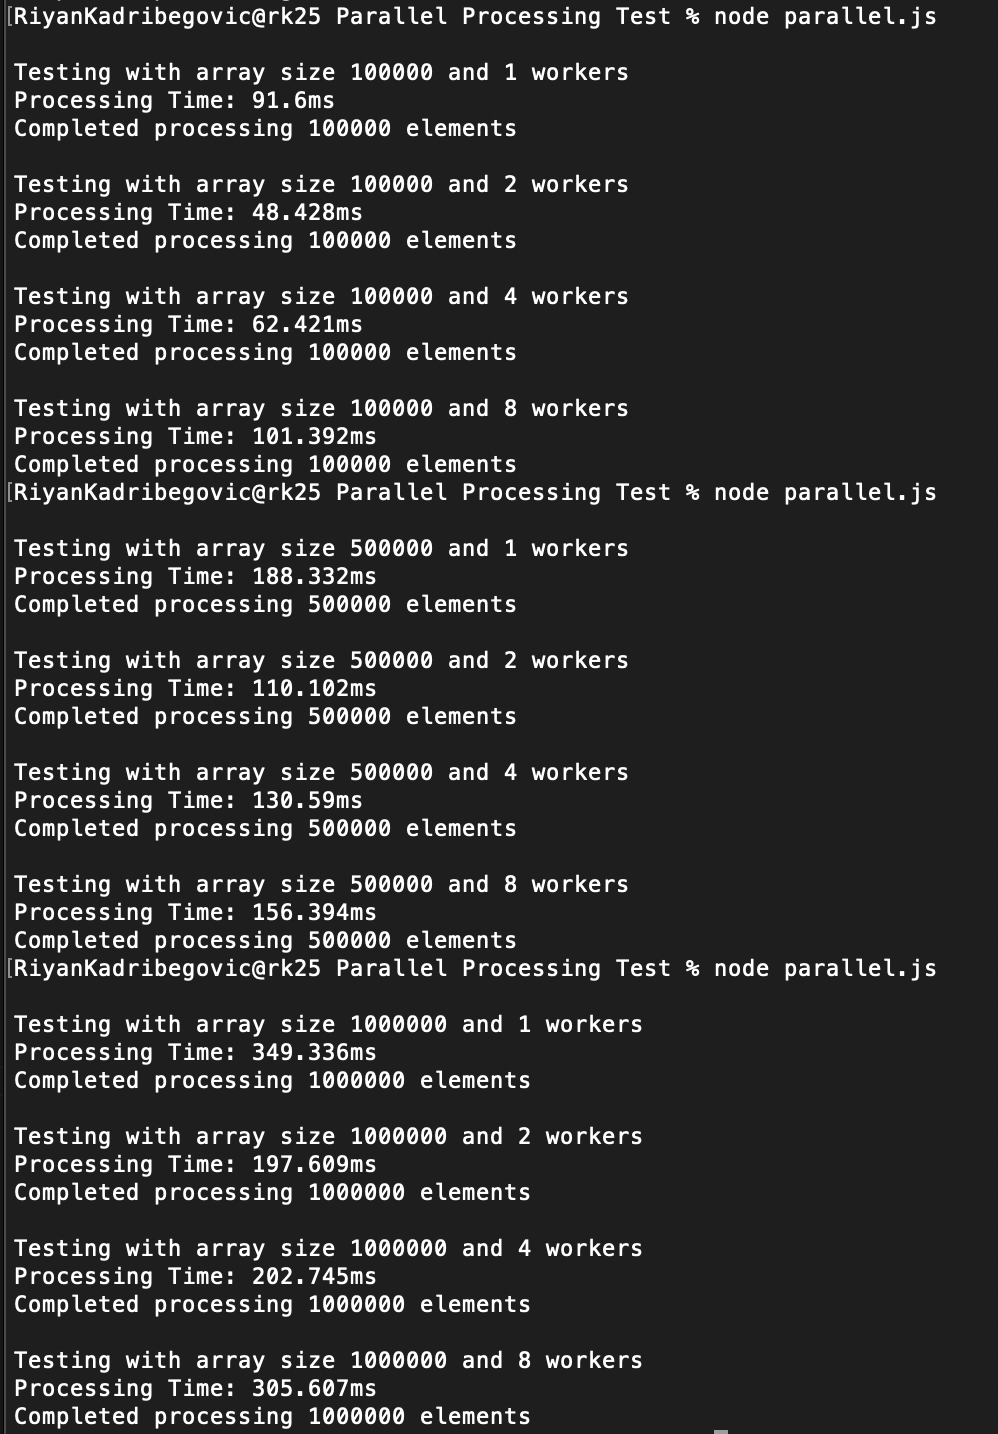 [RiyanKadribegovic@rk25 Parallel Processing Test % node parallel.js
Testing with array size 100000 and 1 workers
Processing Time: 91.6ms
Completed processing 100000 elements
Testing with array size 100000 and 2 workers
Processing Time: 48.428ms
Completed processing 100000 elements
Testing with array size 100000 and 4 workers
Processing Time: 62.421ms
Completed processing 100000 elements
Testing with array size 100000 and 8 workers
Processing Time: 101.392ms
Completed processing 100000 elements
[RiyanKadribegovic@rk25 Parallel Processing Test % node parallel.js
Testing with array size 500000 and 1 workers
Processing Time: 188.332ms
Completed processing 500000 elements
Testing with array size 500000 and 2 workers
Processing Time: 110.102ms
Completed processing 500000 elements
Testing with array size 500000 and 4 workers
Processing Time: 130.59ms
Completed processing 500000 elements
Testing with array size 500000 and 8 workers
Processing Time: 156.394ms
Completed processing 500000 elements
[RiyanKadribegovic@rk25 Parallel Processing Test % node parallel.js
Testing with array size 1000000 and 1 workers
Processing Time: 349.336ms
Completed processing 1000000 elements
Testing with array size 1000000 and 2 workers
Processing Time: 197.609ms
Completed processing 1000000 elements
Testing with array size 1000000 and 4 workers
Processing Time: 202.745ms
Completed processing 1000000 elements
Testing with array size 1000000 and 8 workers
Processing Time: 305.607ms
Completed processing 1000000 elements